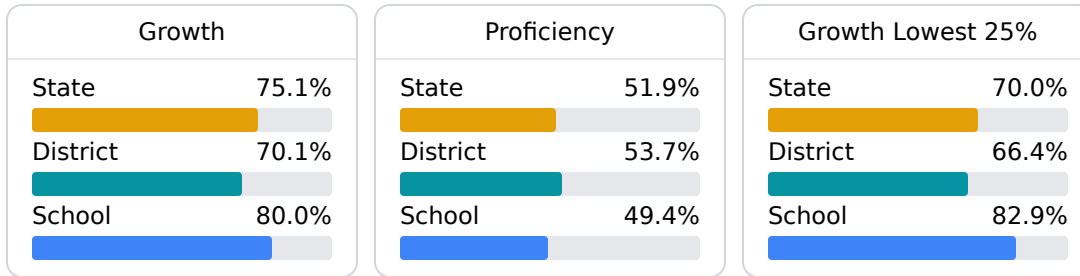 Growth
State 75.1%
District 70.1%
School 80.0%
Proficiency
State 51.9%
District 53.7%
School 49.4%
Growth Lowest 25%
State 70.0%
District 66.4%
School 82.9%